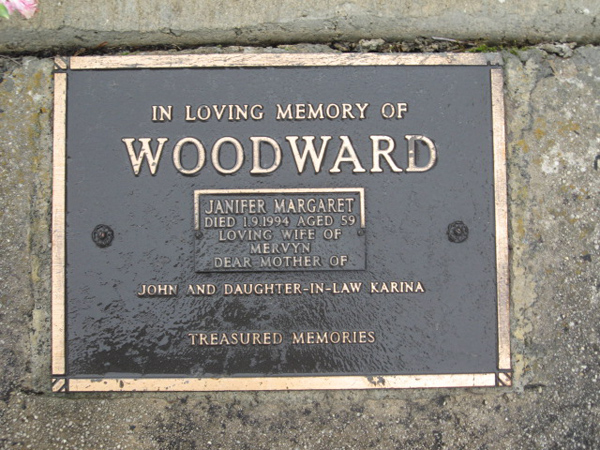 IN LOVING MEMORY OF
WOODWARD
JANIFER MARGARET
DIED 1.9.1994 AGED 59
LOVING WIFE OF
MERVYN
DEAR MOTHER OF
JOHN AND DAUGHTER-IN-LAW KARINA
TREASURED MEMORIES